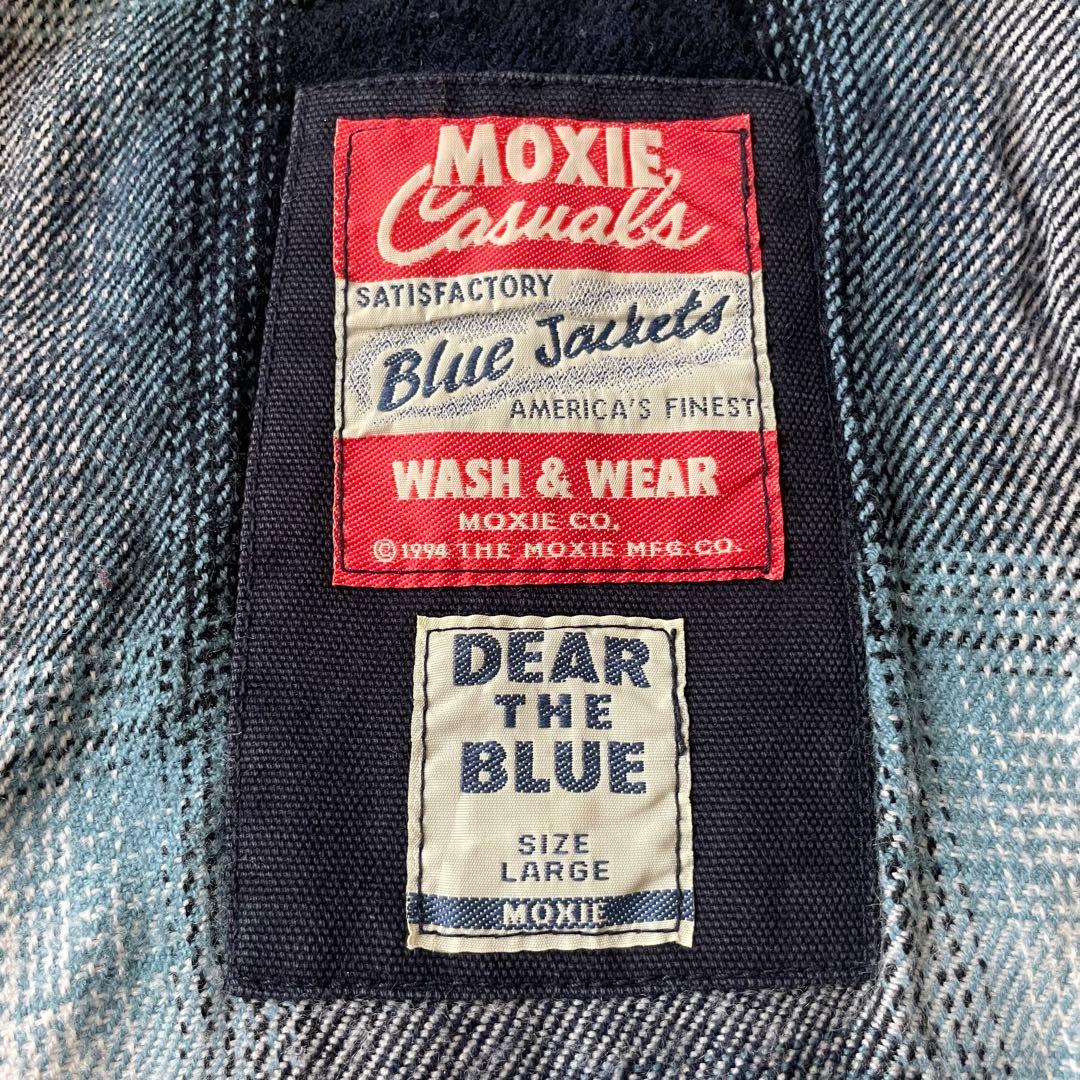 MOXIE
Casual's
SATISFACTORY
Blue Jackets
AMERICA'S FINEST
WASH & WEAR
MOXIE CO.
©1994 THE MOXIE MFG. CO.
DEAR
THE
BLUE
SIZE
LARGE
MOXIE